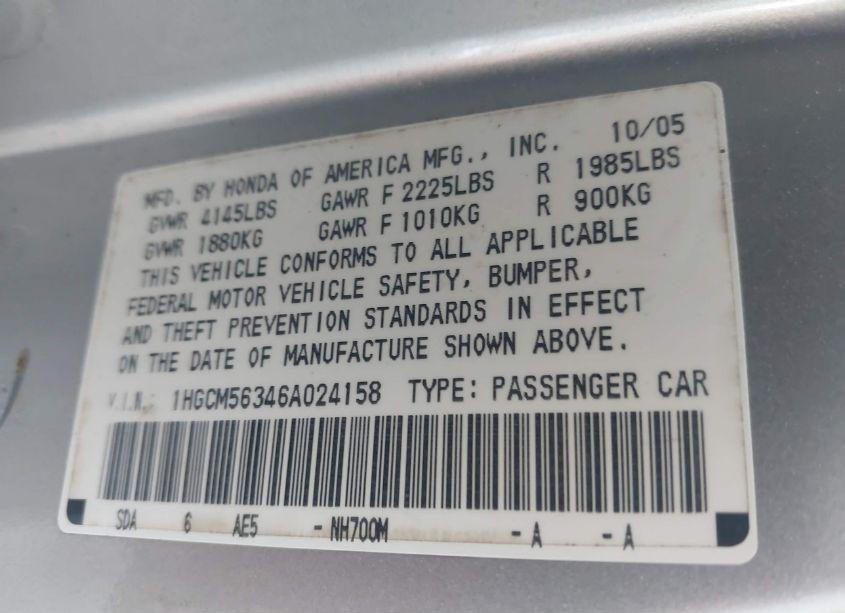 MFD. BY HONDA OF AMERICA MFG., INC. 10/05
GVWR 4145LBS GAWR F 2225LBS R 1985LBS
GVWR 1880KG GAWR F 1010KG R 900KG
THIS VEHICLE CONFORMS TO ALL APPLICABLE
FEDERAL MOTOR VEHICLE SAFETY, BUMPER,
AND THEFT PREVENTION STANDARDS IN EFFECT
ON THE DATE OF MANUFACTURE SHOWN ABOVE.
V.I.N.: 1HGCM56346A024158 TYPE: PASSENGER CAR
SDA 6 AE5 - NH700M - A - A